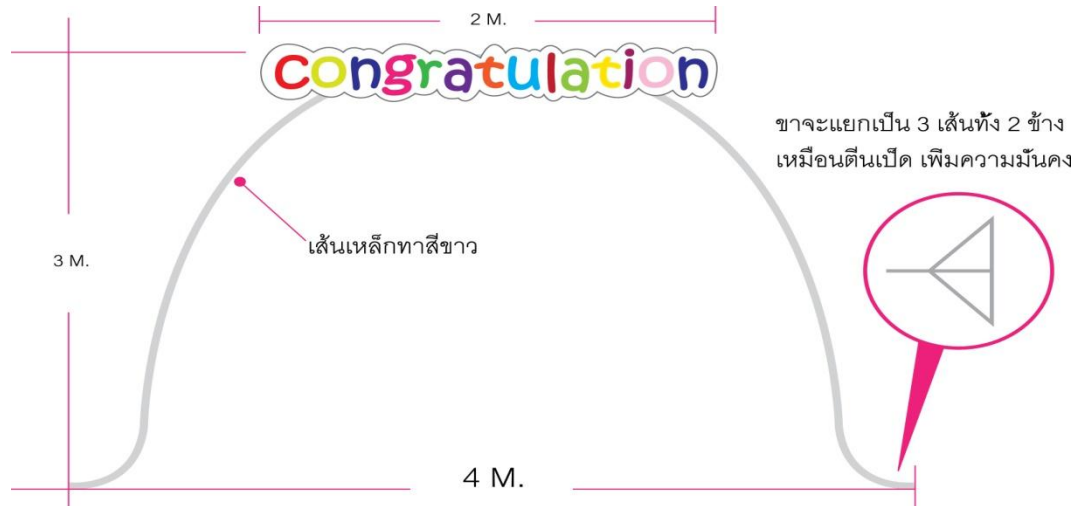 2 M.
congratulation
ขาจะแยกเป็น 3 เส้นทั้ง 2 ข้าง
เหมือนตีนเป็ด เพิ่มความมั่นคง
เส้นเหล็กทาสีขาว
3 M.
4 M.